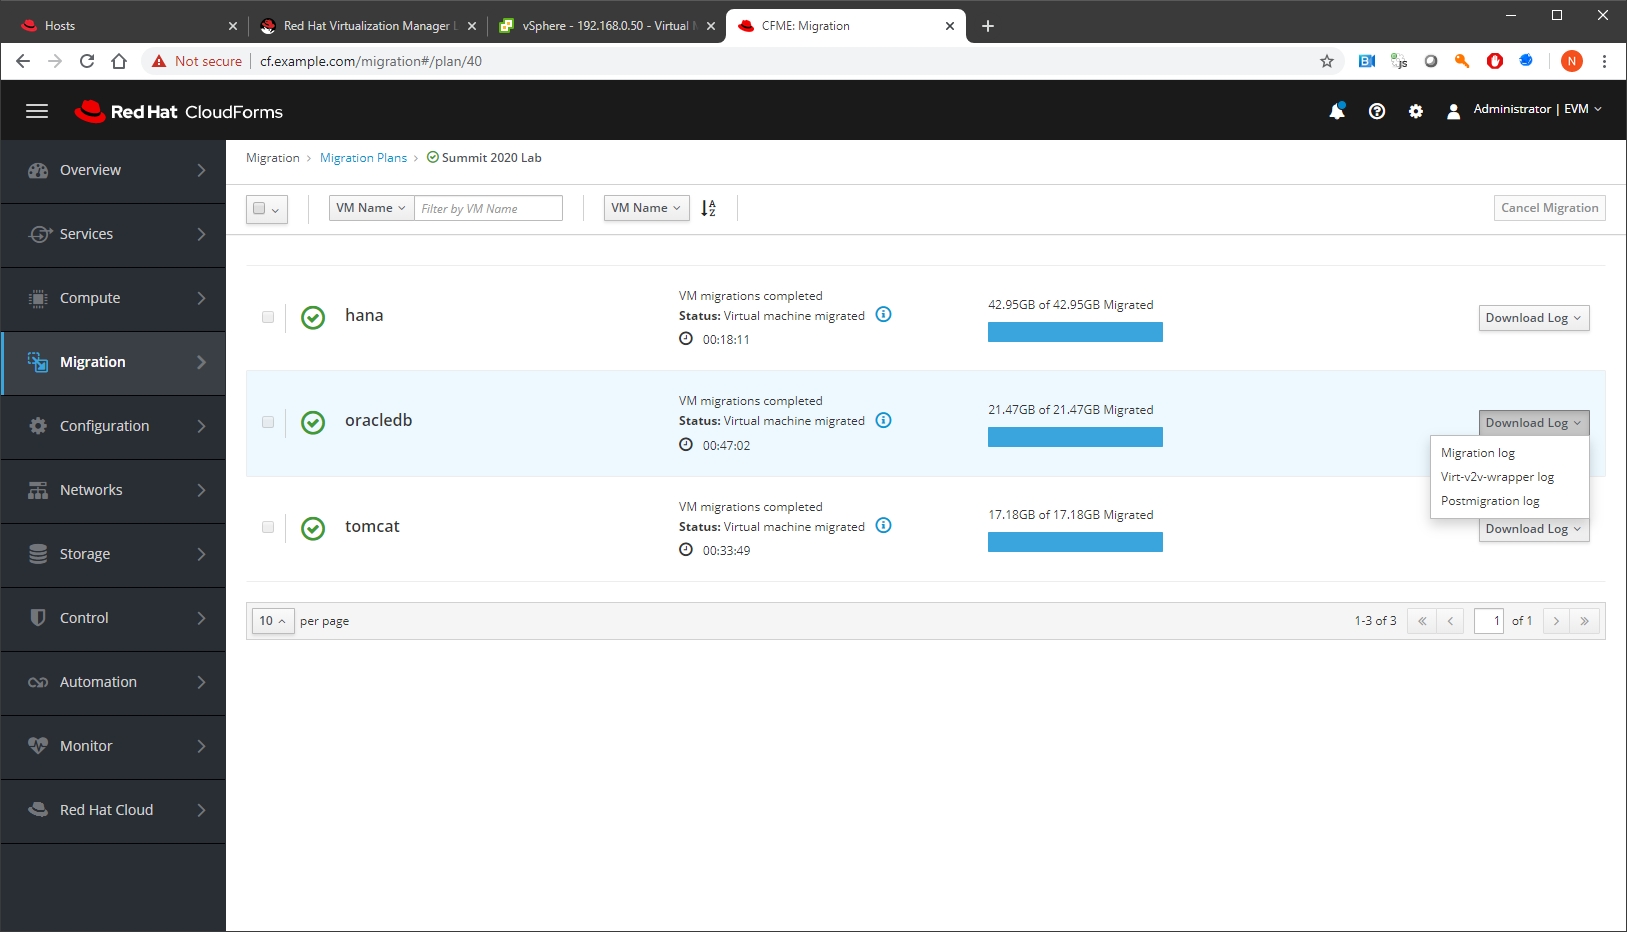 Hosts
Red Hat Virtualization Manager
vSphere - 192.168.0.50 - Virtual
CFME: Migration
Not secure
cf.example.com/migration#/plan/40
N
Red Hat CloudForms
Administrator | EVM
Overview
Services
Compute
Migration
Configuration
Networks
Storage
Control
Automation
Monitor
Red Hat Cloud
Migration > Migration Plans > Summit 2020 Lab
VM Name
Filter by VM Name
VM Name
Cancel Migration
hana
VM migrations completed
Status: Virtual machine migrated
00:18:11
42.95GB of 42.95GB Migrated
Download Log
oracledb
VM migrations completed
Status: Virtual machine migrated
00:47:02
21.47GB of 21.47GB Migrated
Download Log
Migration log
Virt-v2v-wrapper log
Postmigration log
tomcat
VM migrations completed
Status: Virtual machine migrated
00:33:49
17.18GB of 17.18GB Migrated
Download Log
10 per page
1-3 of 3
1 of 1